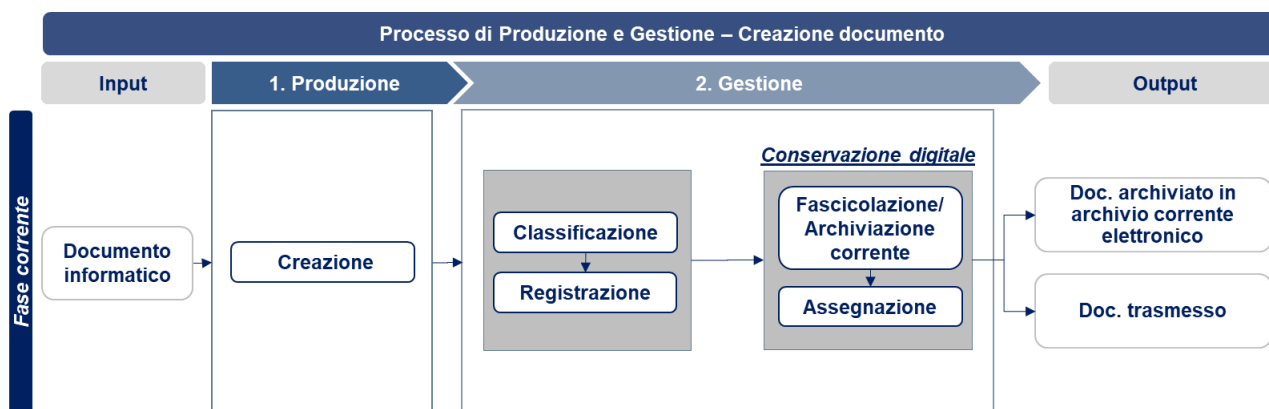 Processo di Produzione e Gestione – Creazione documento
Input
1. Produzione
2. Gestione
Output
Fase corrente
Documento
informatico
Creazione
Classificazione
Registrazione
Conservazione digitale
Fascicolazione/
Archiviazione
corrente
Assegnazione
Doc. archiviato in
archivio corrente
elettronico
Doc. trasmesso